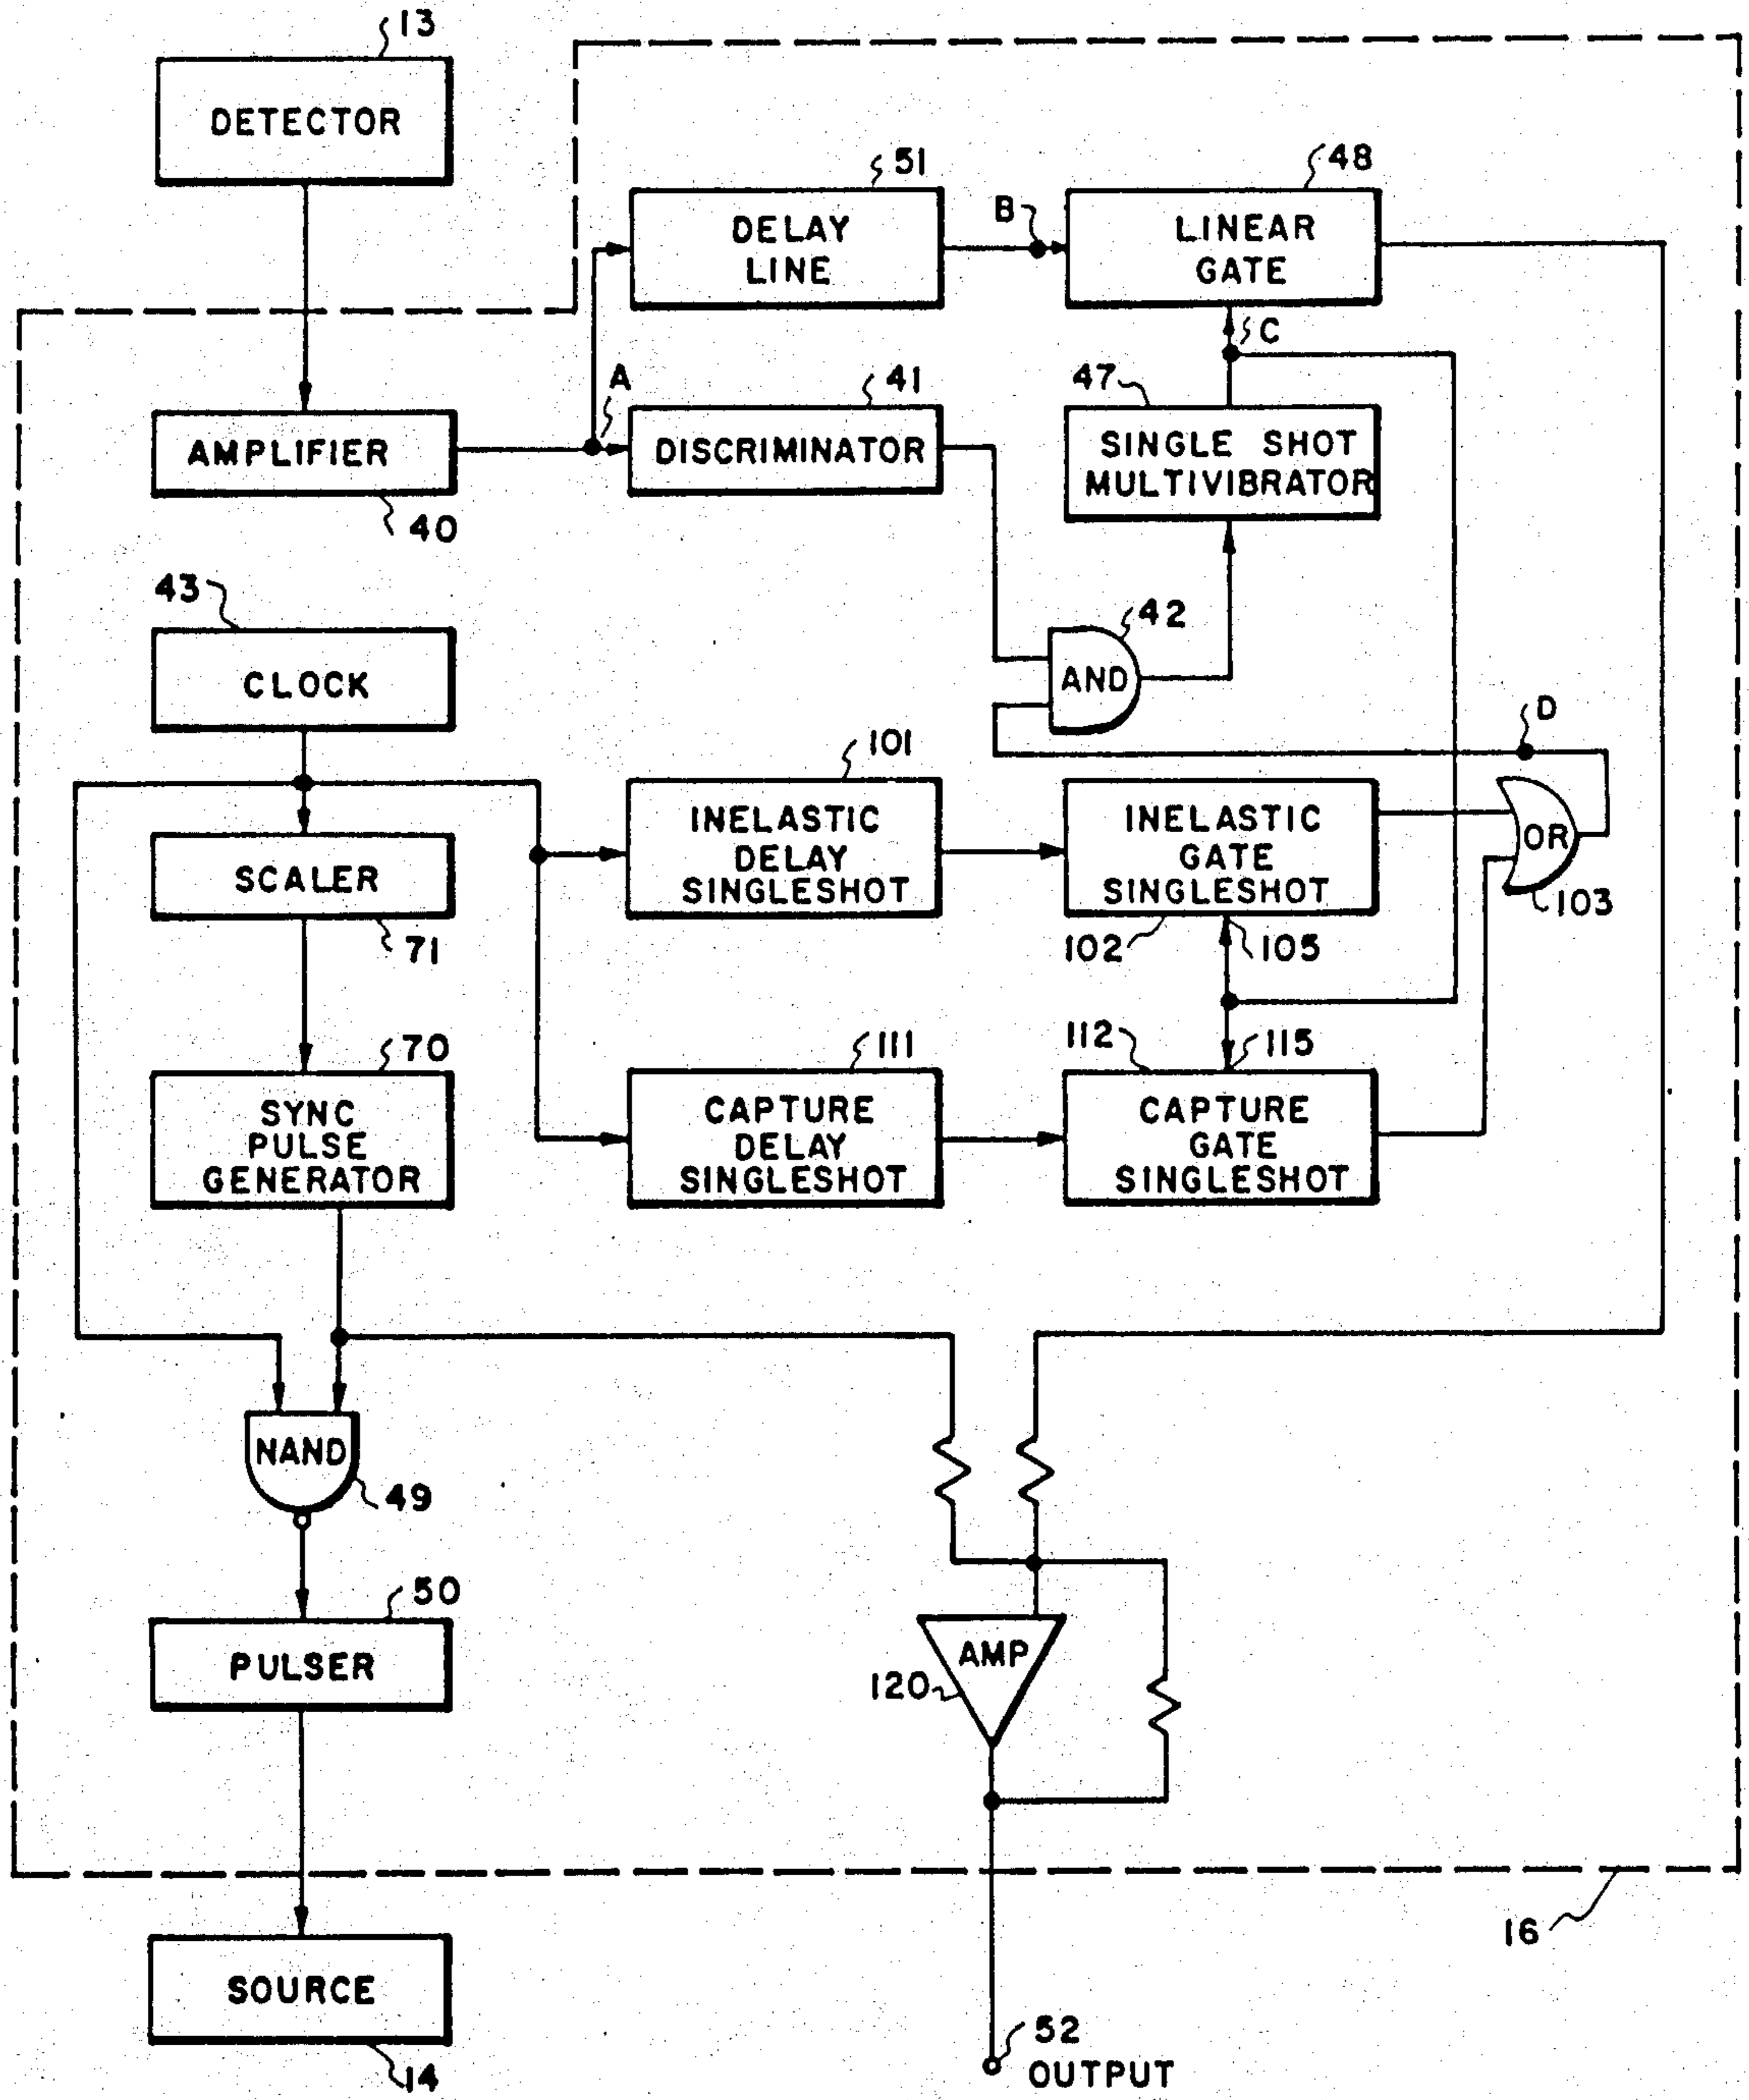 13
DETECTOR
51
DELAY
LINE
B
48
LINEAR
GATE
C
A
41
DISCRIMINATOR
47
SINGLE SHOT
MULTIVIBRATOR
AMPLIFIER
40
43
CLOCK
42
AND
D
101
INELASTIC
DELAY
SINGLESHOT
INELASTIC
GATE
SINGLESHOT
OR
103
SCALER
71
102
105
70
SYNC
PULSE
GENERATOR
111
CAPTURE
DELAY
SINGLESHOT
112
115
CAPTURE
GATE
SINGLESHOT
NAND
49
50
PULSER
AMP
120
16
SOURCE
14
52
OUTPUT